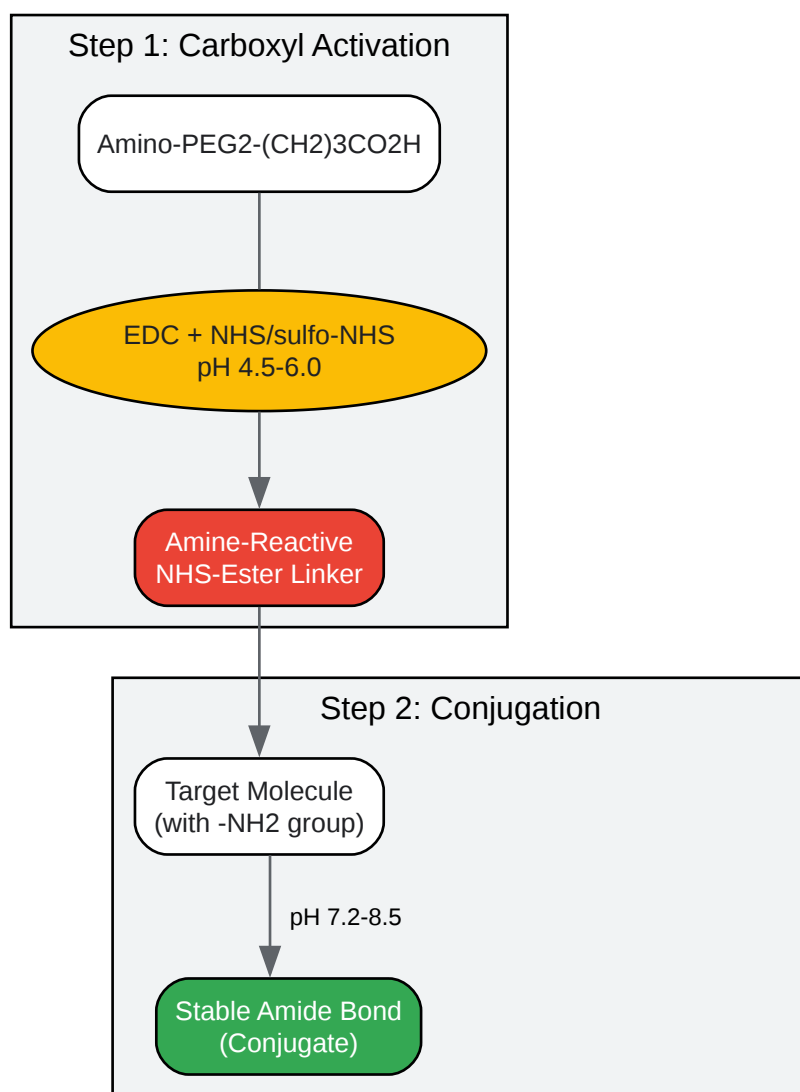 Step 1: Carboxyl Activation
Amino-PEG2-(CH2)3CO2H
EDC + NHS/sulfo-NHS
pH 4.5-6.0
Amine-Reactive
NHS-Ester Linker
Step 2: Conjugation
Target Molecule
(with -NH2 group)
pH 7.2-8.5
Stable Amide Bond
(Conjugate)